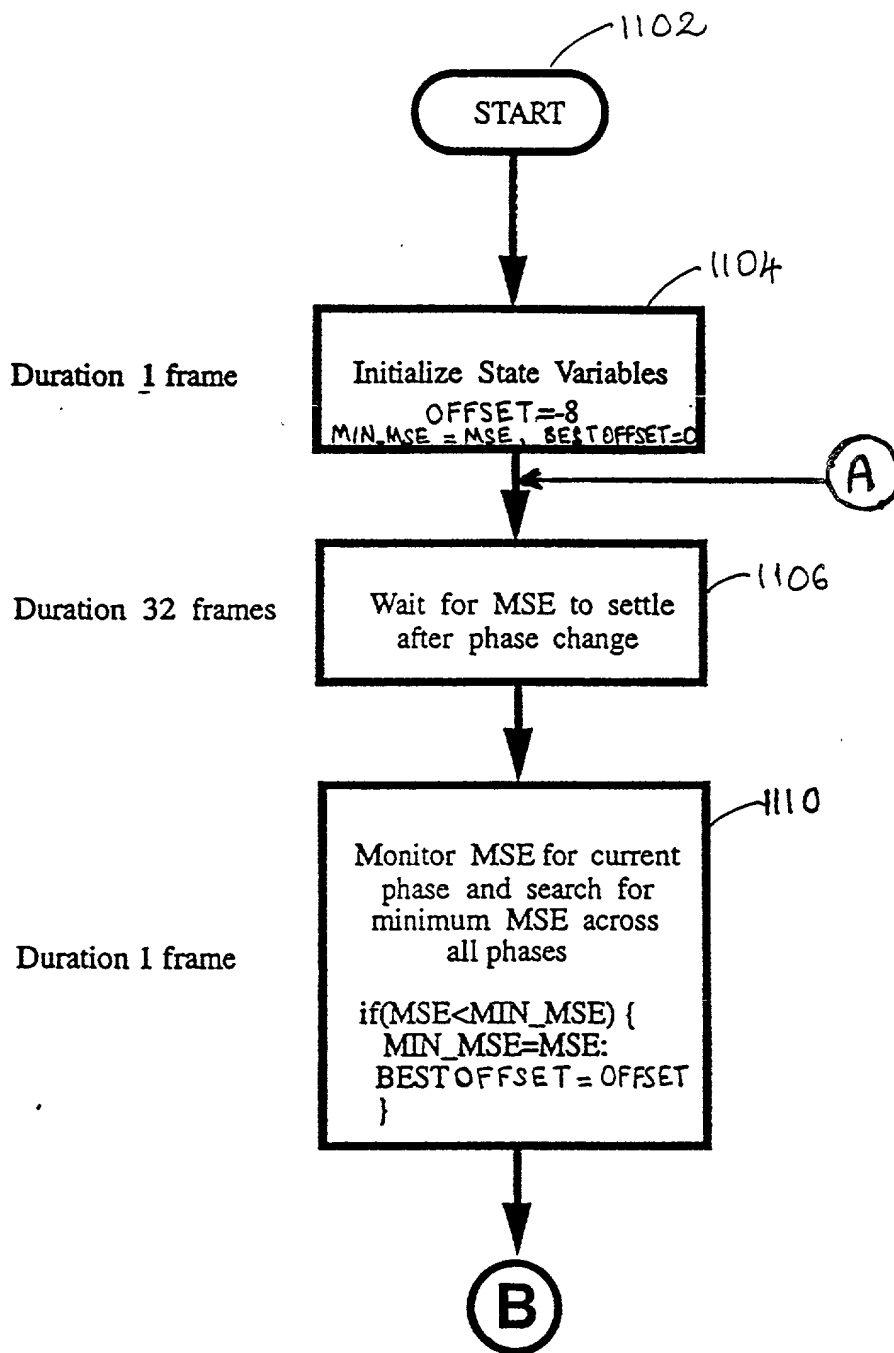 1102
START
1104
Duration 1 frame
Initialize State Variables
OFFSET=-8
MIN_MSE = MSE, BESTOFFSET=0
A
1106
Duration 32 frames
Wait for MSE to settle
after phase change
1110
Monitor MSE for current
phase and search for
minimum MSE across
all phases
Duration 1 frame
if(MSE<MIN_MSE) {
MIN_MSE=MSE:
BESTOFFSET = OFFSET
}
B